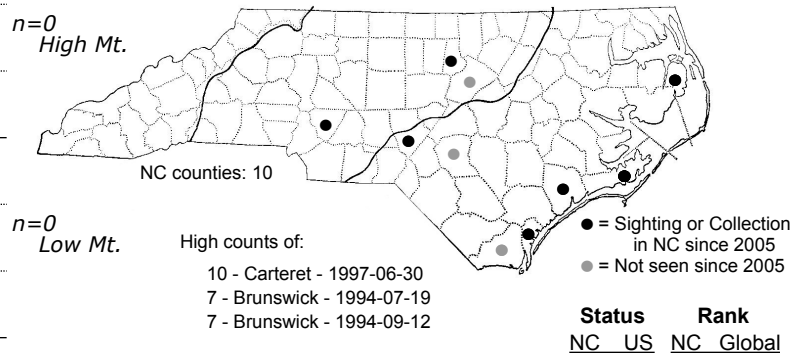 n=0
High Mt.
NC counties: 10
n=0
Low Mt.
High counts of:
10 - Carteret - 1997-06-30
7 - Brunswick - 1994-07-19
7 - Brunswick - 1994-09-12
● = Sighting or Collection
in NC since 2005
● = Not seen since 2005
Status Rank
NC US NC Global